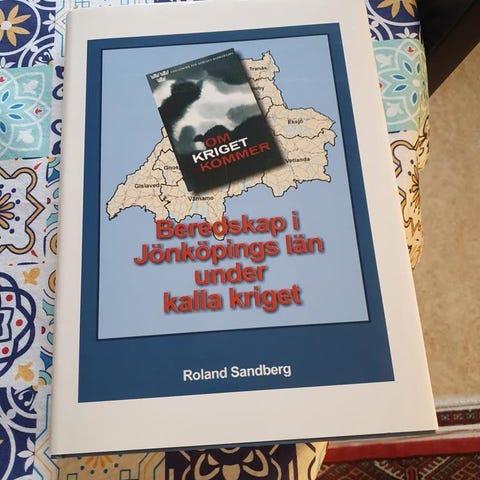 OM
KRIGET
KOMMER
Tranås
Eksjö
Vetlanda
Gislaved
Värnamo
Beredskap i
Jönköpings län
under
kalla kriget
Roland Sandberg